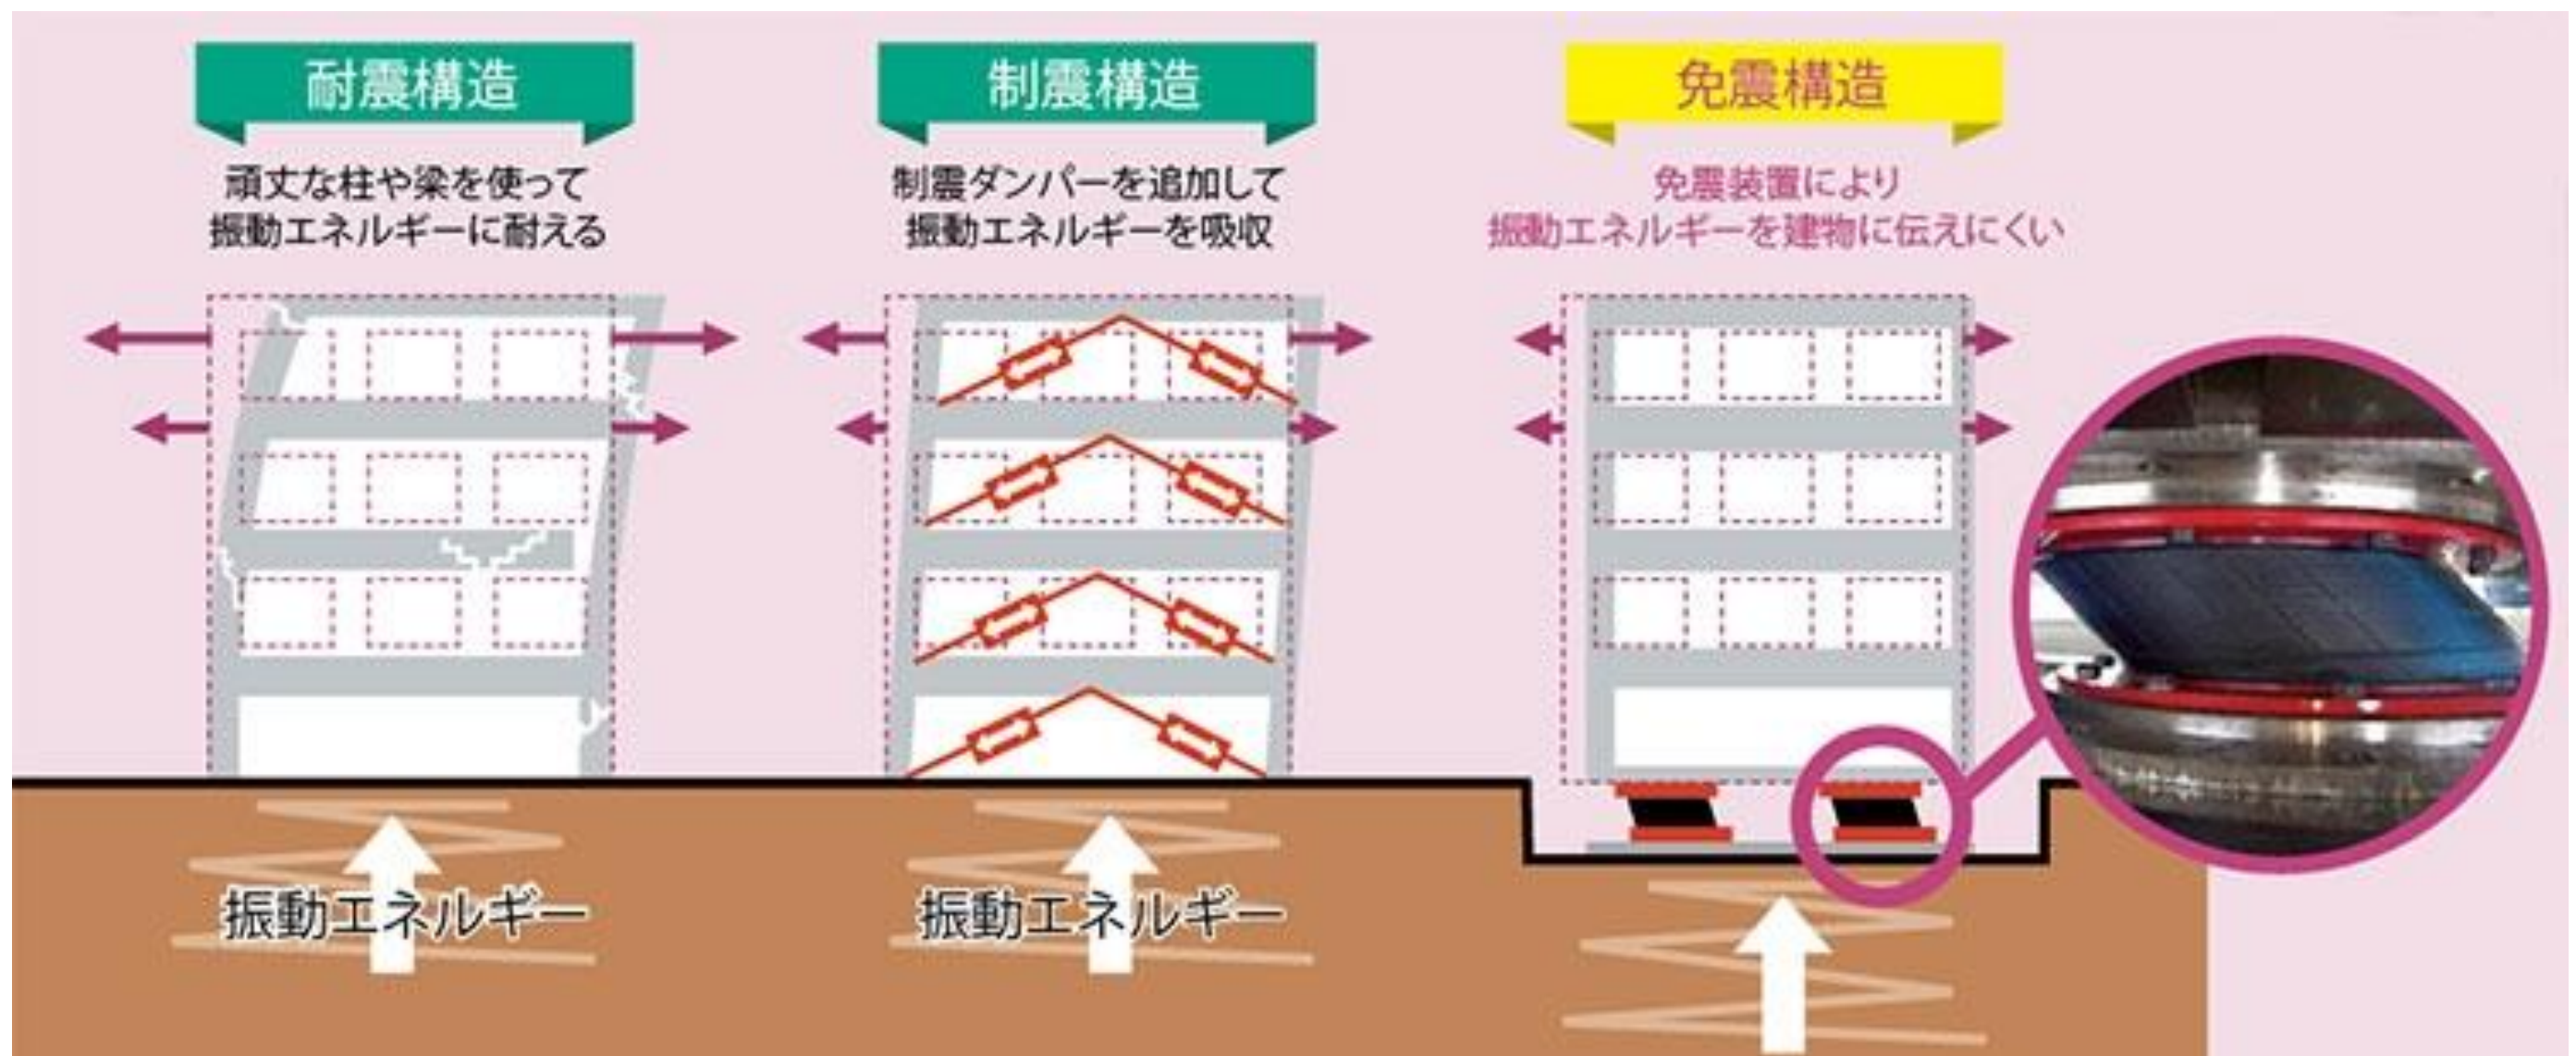 耐震構造
頑丈な柱や梁を使って
振動エネルギーに耐える
振動エネルギー
制震構造
制震ダンパーを追加して
振動エネルギーを吸収
振動エネルギー
免震構造
免震装置により
振動エネルギーを建物に伝えにくい